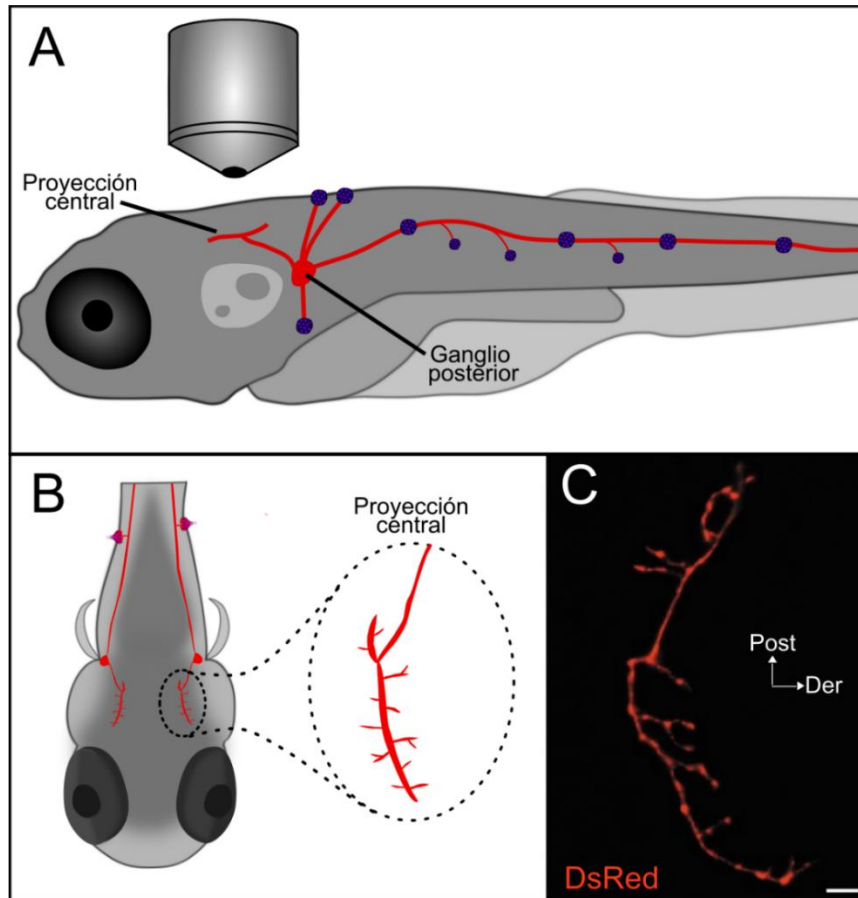 A
Proyección
central
Ganglio
posterior
B
Proyección
central
C
Post
Der
DsRed